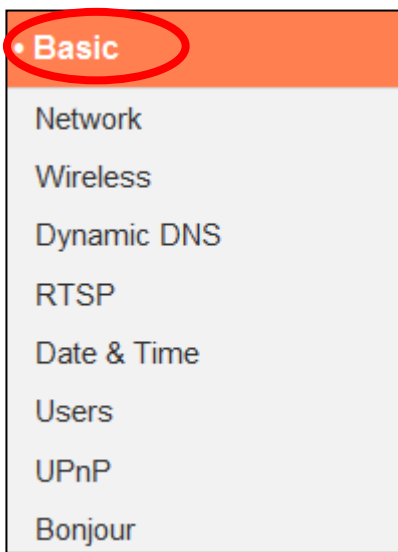 • Basic
Network
Wireless
Dynamic DNS
RTSP
Date & Time
Users
UPnP
Bonjour